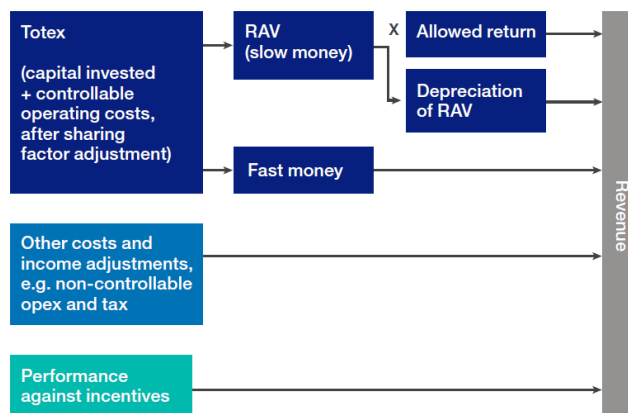 Totex
(capital invested
+ controllable
operating costs,
after sharing
factor adjustment)
RAV
(slow money)
X
Allowed return
Depreciation
of RAV
Fast money
Other costs and
income adjustments,
e.g. non-controllable
opex and tax
Performance
against incentives
Revenue